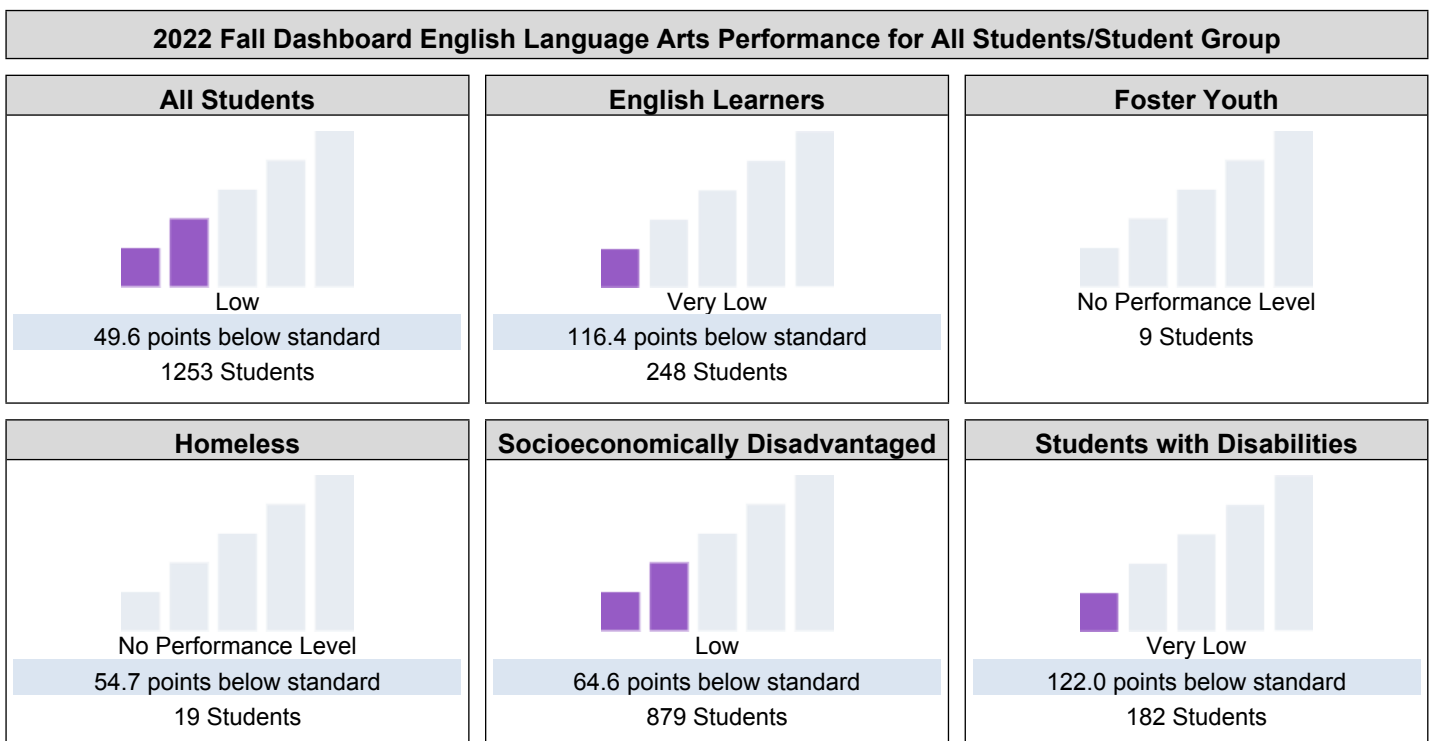 2022 Fall Dashboard English Language Arts Performance for All Students/Student Group
All Students
Low
49.6 points below standard
1253 Students
English Learners
Very Low
116.4 points below standard
248 Students
Foster Youth
No Performance Level
9 Students
Homeless
No Performance Level
54.7 points below standard
19 Students
Socioeconomically Disadvantaged
Low
64.6 points below standard
879 Students
Students with Disabilities
Very Low
122.0 points below standard
182 Students